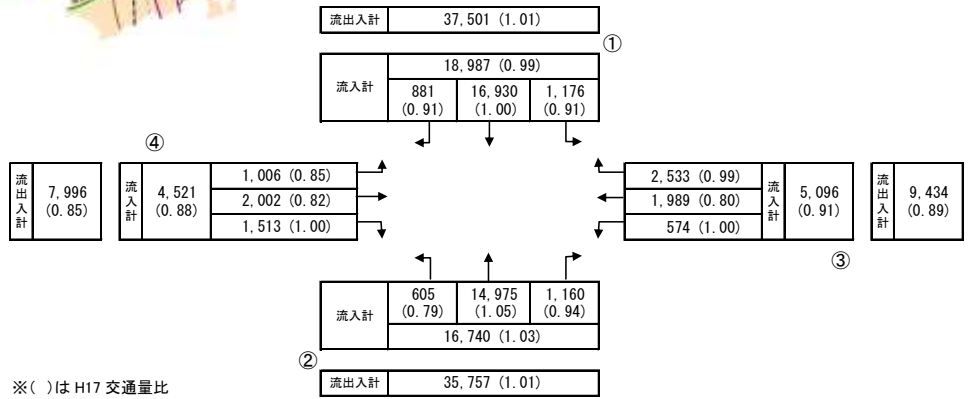 流出入計 37,501 (1.01)
①
流入計 18,987 (0.99)
881 16,930 1,176
(0.91) (1.00) (0.91)
④
流出入計 7,996 (0.85)
流入計 4,521 (0.88)
1,006 (0.85)
2,002 (0.82)
1,513 (1.00)
2,533 (0.99)
1,989 (0.80)
574 (1.00)
流入計 5,096 (0.91)
流出入計 9,434 (0.89)
③
流入計
605 14,975 1,160
(0.79) (1.05) (0.94)
16,740 (1.03)
②
流出入計 35,757 (1.01)
※( )は H17 交通量比